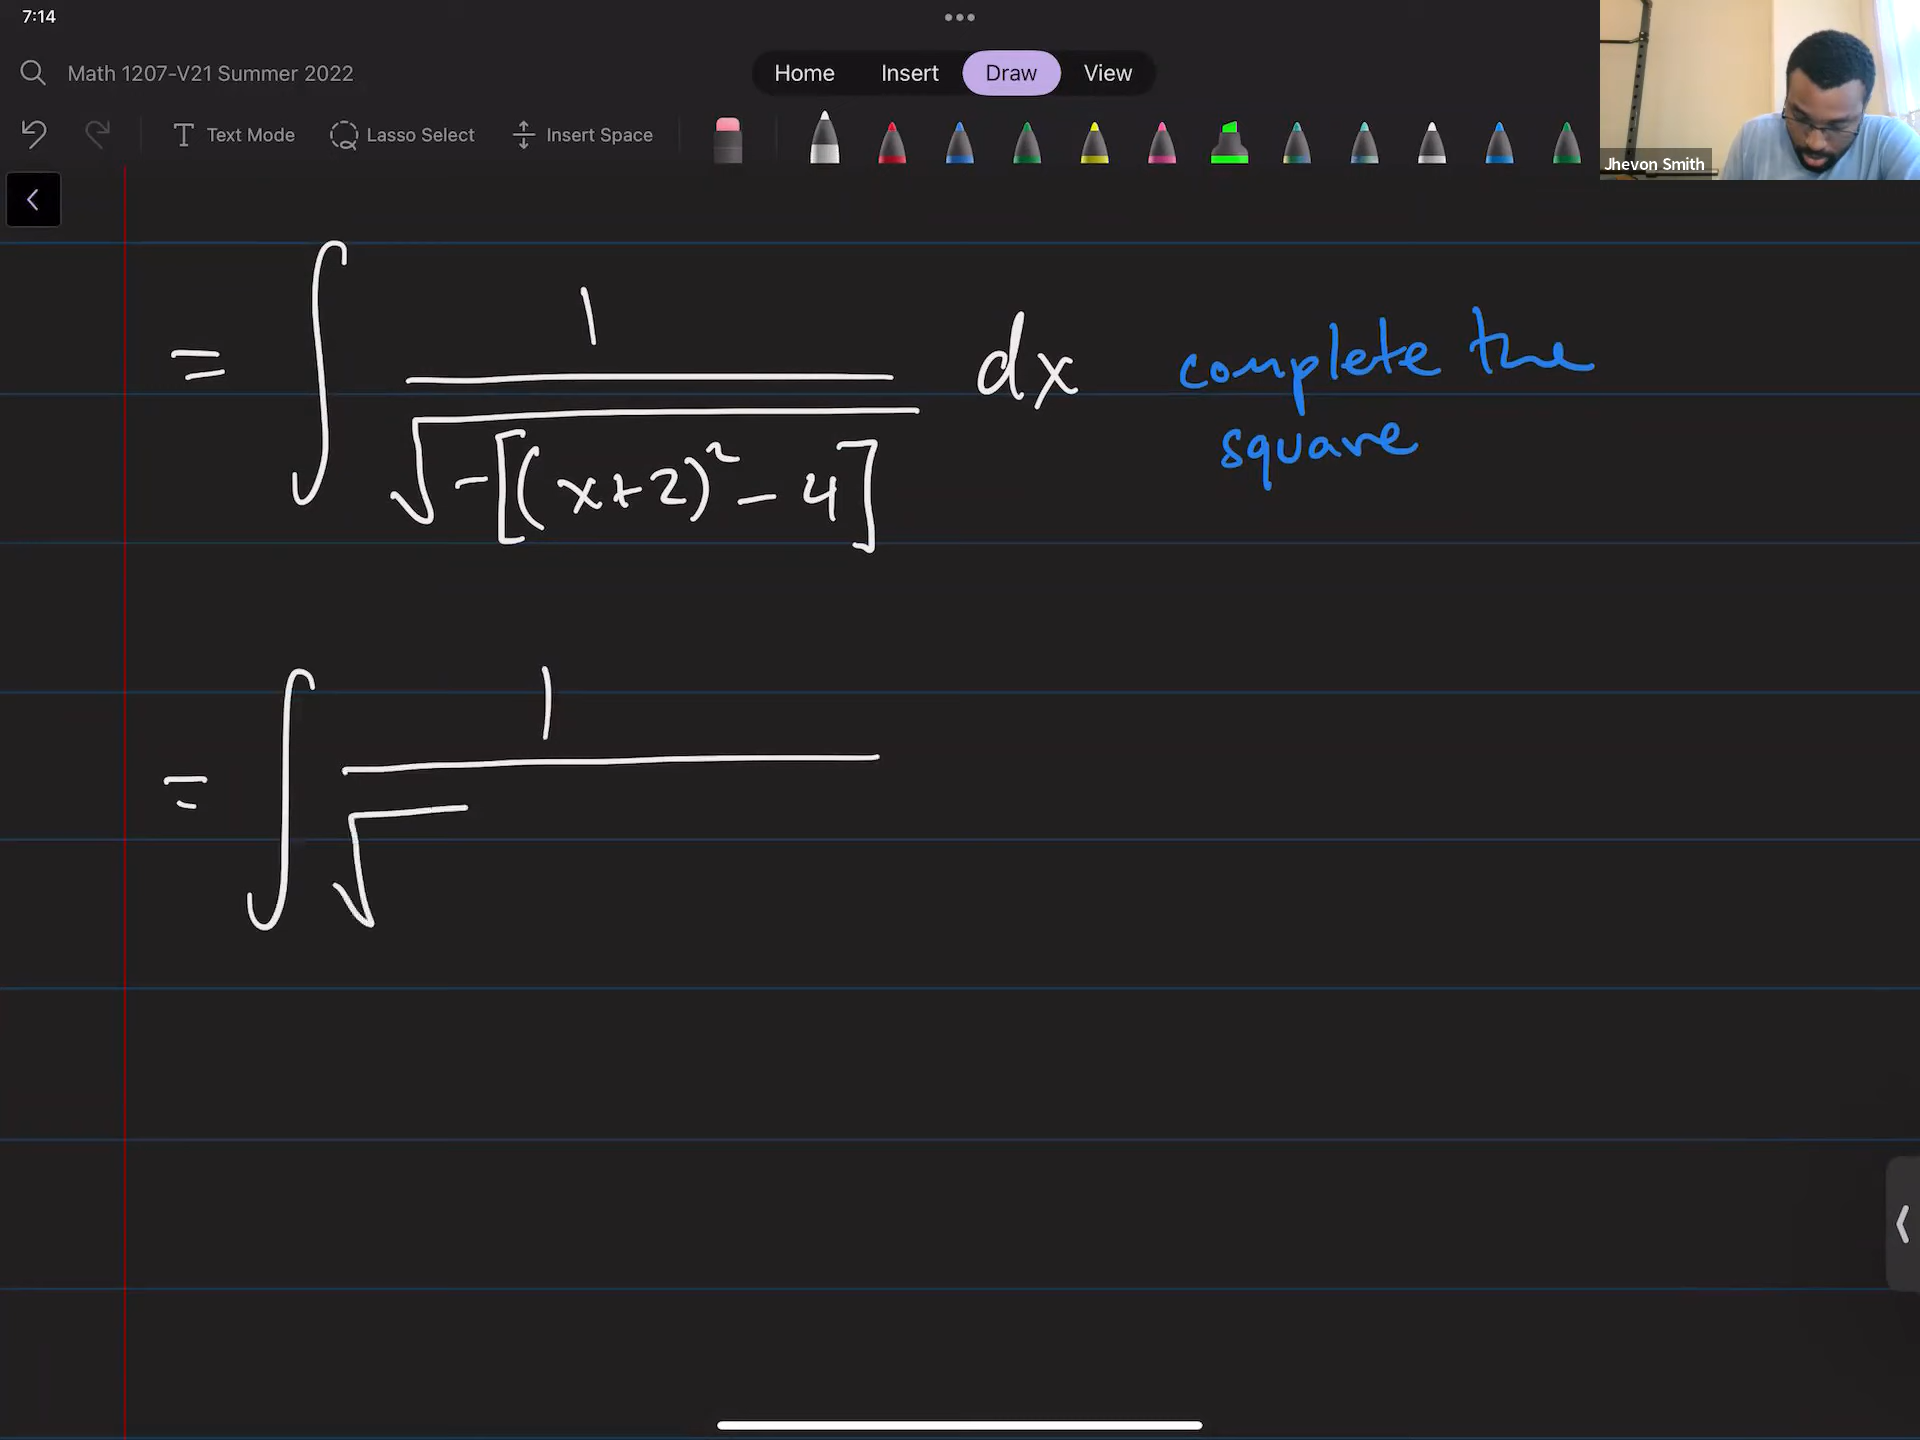 7:14
Math 1207-V21 Summer 2022
Home Insert Draw View
Text Mode Lasso Select Insert Space
Jhevon Smith
= ∫ 1/√(-[(x+2)² - 4]) dx complete the
square
= ∫ 1/√